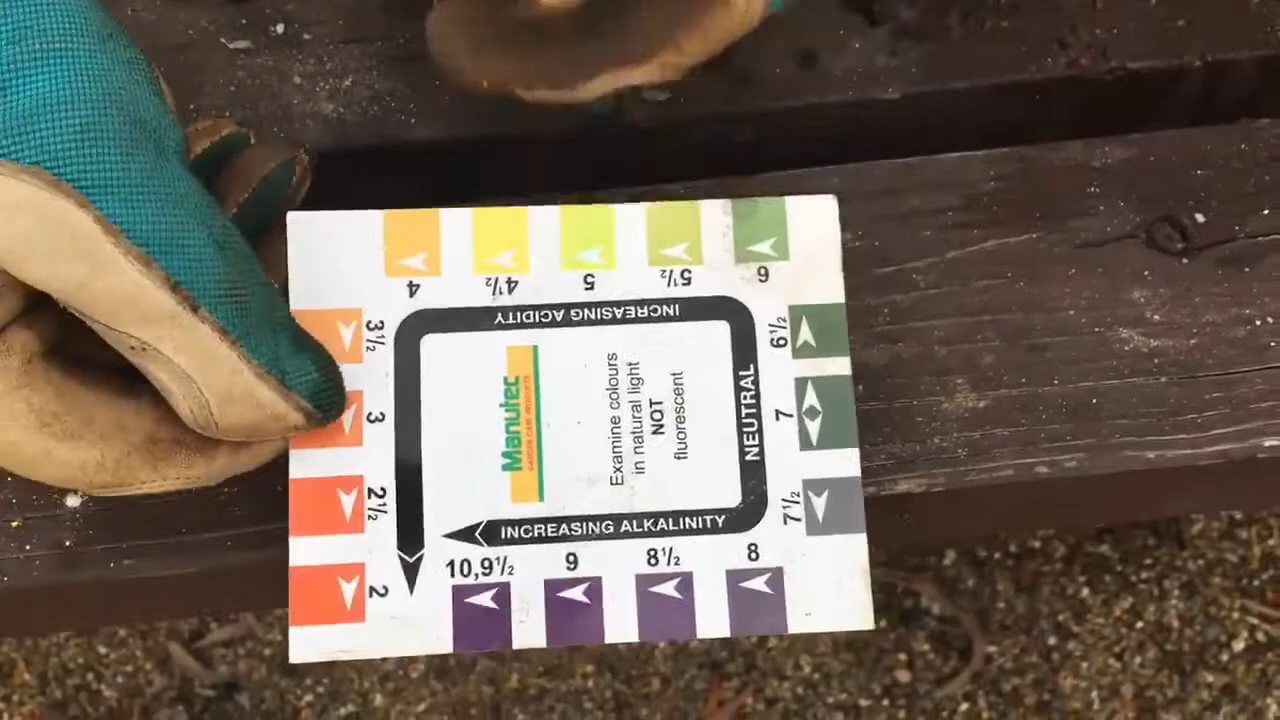 4
4½
5
5½
6
3½
3
2½
2
INCREASING ACIDITY
6½
7
7½
NEUTRAL
Manutec
GARDEN CARE PRODUCTS
Examine colours
in natural light
NOT
fluorescent
INCREASING ALKALINITY
10,9½
9
8½
8